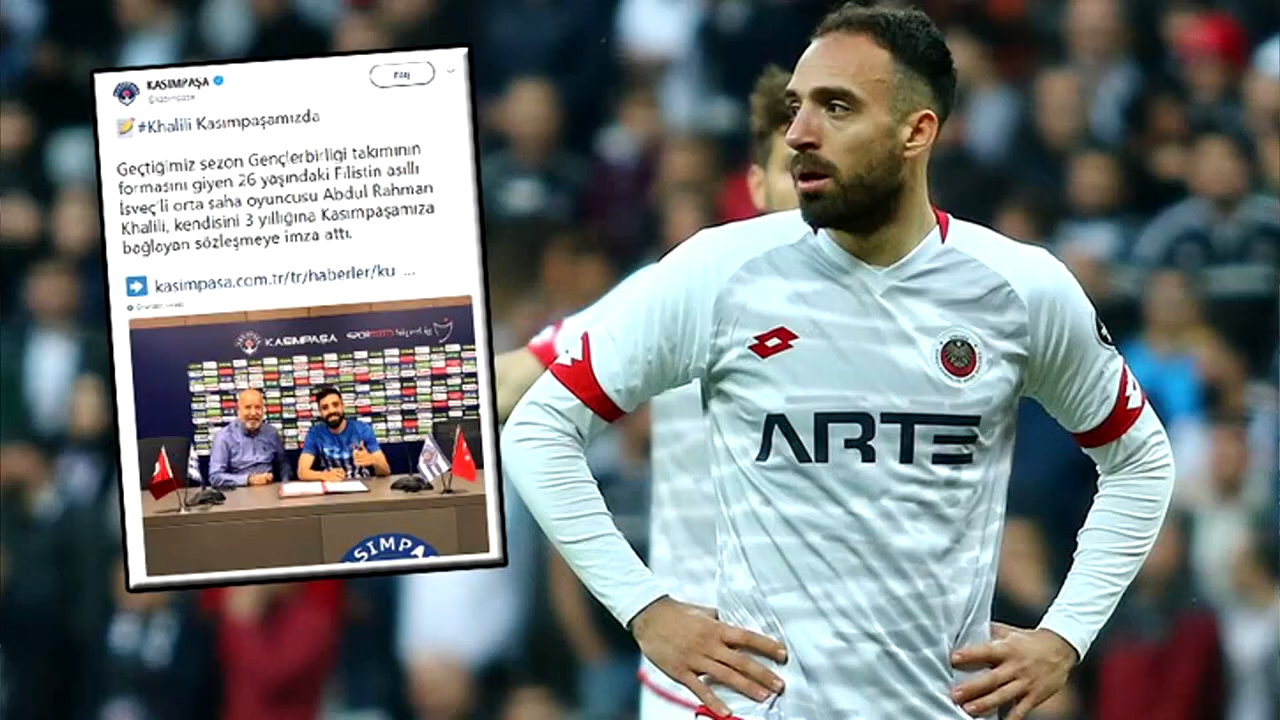 KASIMPAŞA
#Khalili Kasımpaşamızda
Geçtiğimiz sezon Gençlerbirliği takımının
formasını giyen 26 yaşındaki Filistin asıllı
İsveç'li orta saha oyuncusu Abdul Rahman
Khalili, kendisini 3 yıllığına Kasımpaşamıza
bağlayan sözleşmeye imza attı.
kasimpasa.com.tr/tr/haberler/ku ...
KASIMPAŞA
SIMPA
ARTE